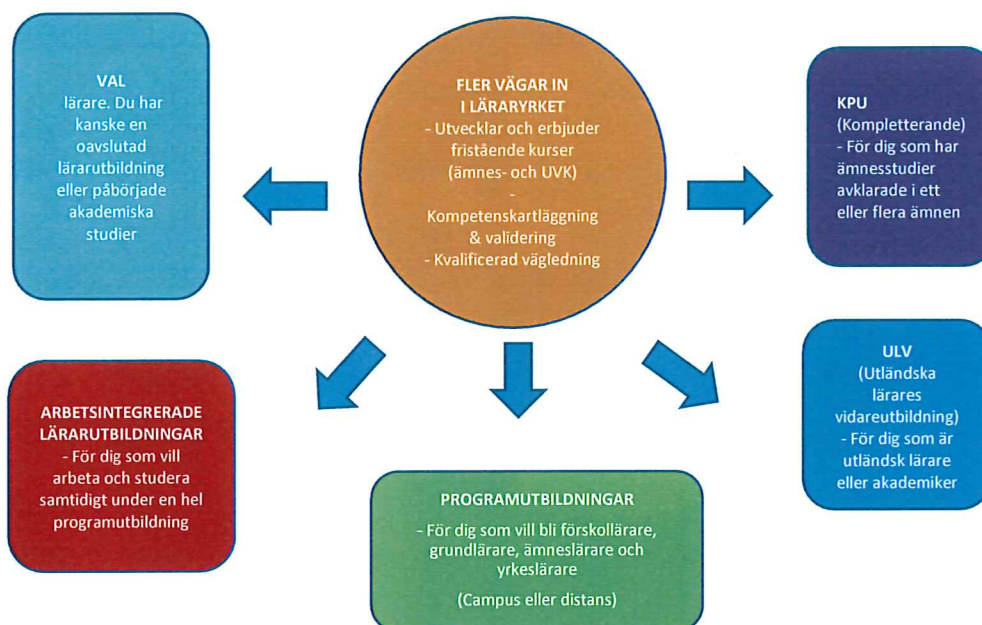 VAL
lärare. Du har
kanske en
oavslutad
lärarutbildning
eller påbörjade
akademiska
studier
FLER VÄGAR IN
I LÄRARYRKET
- Utvecklar och erbjuder
fristående kurser
(ämnes- och UVK)
-
Kompetenskartläggning
& validering
- Kvalificerad vägledning
KPU
(Kompletterande)
- För dig som har
ämnesstudier
avklarade i ett
eller flera ämnen
ARBETSINTEGRERADE
LÄRARUTBILDNINGAR
- För dig som vill
arbeta och studera
samtidigt under en hel
programutbildning
PROGRAMUTBILDNINGAR
- För dig som vill bli förskollärare,
grundlärare, ämneslärare och
yrkeslärare
(Campus eller distans)
ULV
(Utländska
lärares
vidareutbildning)
- För dig som är
utländsk lärare
eller akademiker